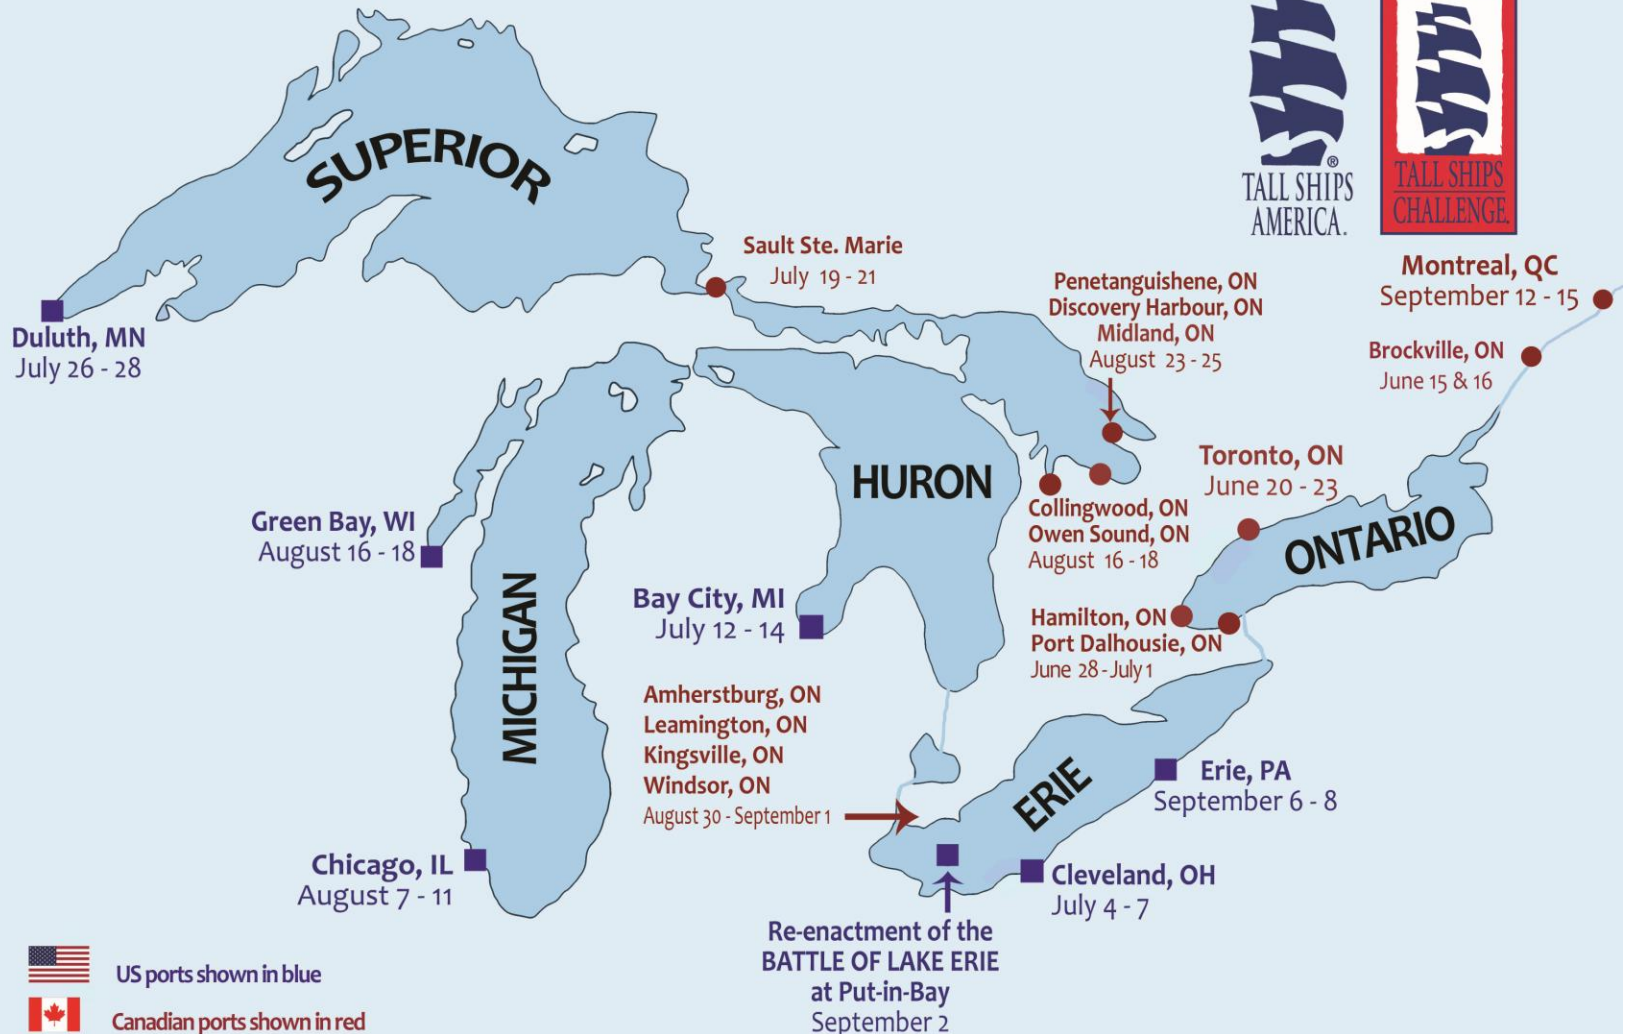 SUPERIOR
®
TALL SHIPS
AMERICA.
TALL SHIPS
CHALLENGE.
Sault Ste. Marie
July 19 - 21
Penetanguishene, ON
Discovery Harbour, ON
Midland, ON
August 23 - 25
Montreal, QC
September 12 - 15
Brockville, ON
June 15 & 16
Duluth, MN
July 26 - 28
Toronto, ON
June 20 - 23
HURON
Collingwood, ON
Owen Sound, ON
August 16 - 18
ONTARIO
Green Bay, WI
August 16 - 18
MICHIGAN
Bay City, MI
July 12 - 14
Hamilton, ON
Port Dalhousie, ON
June 28 - July 1
Amherstburg, ON
Leamington, ON
Kingsville, ON
Windsor, ON
August 30 - September 1
ERIE
Erie, PA
September 6 - 8
Chicago, IL
August 7 - 11
Cleveland, OH
July 4 - 7
Re-enactment of the
BATTLE OF LAKE ERIE
at Put-in-Bay
September 2
US ports shown in blue
Canadian ports shown in red